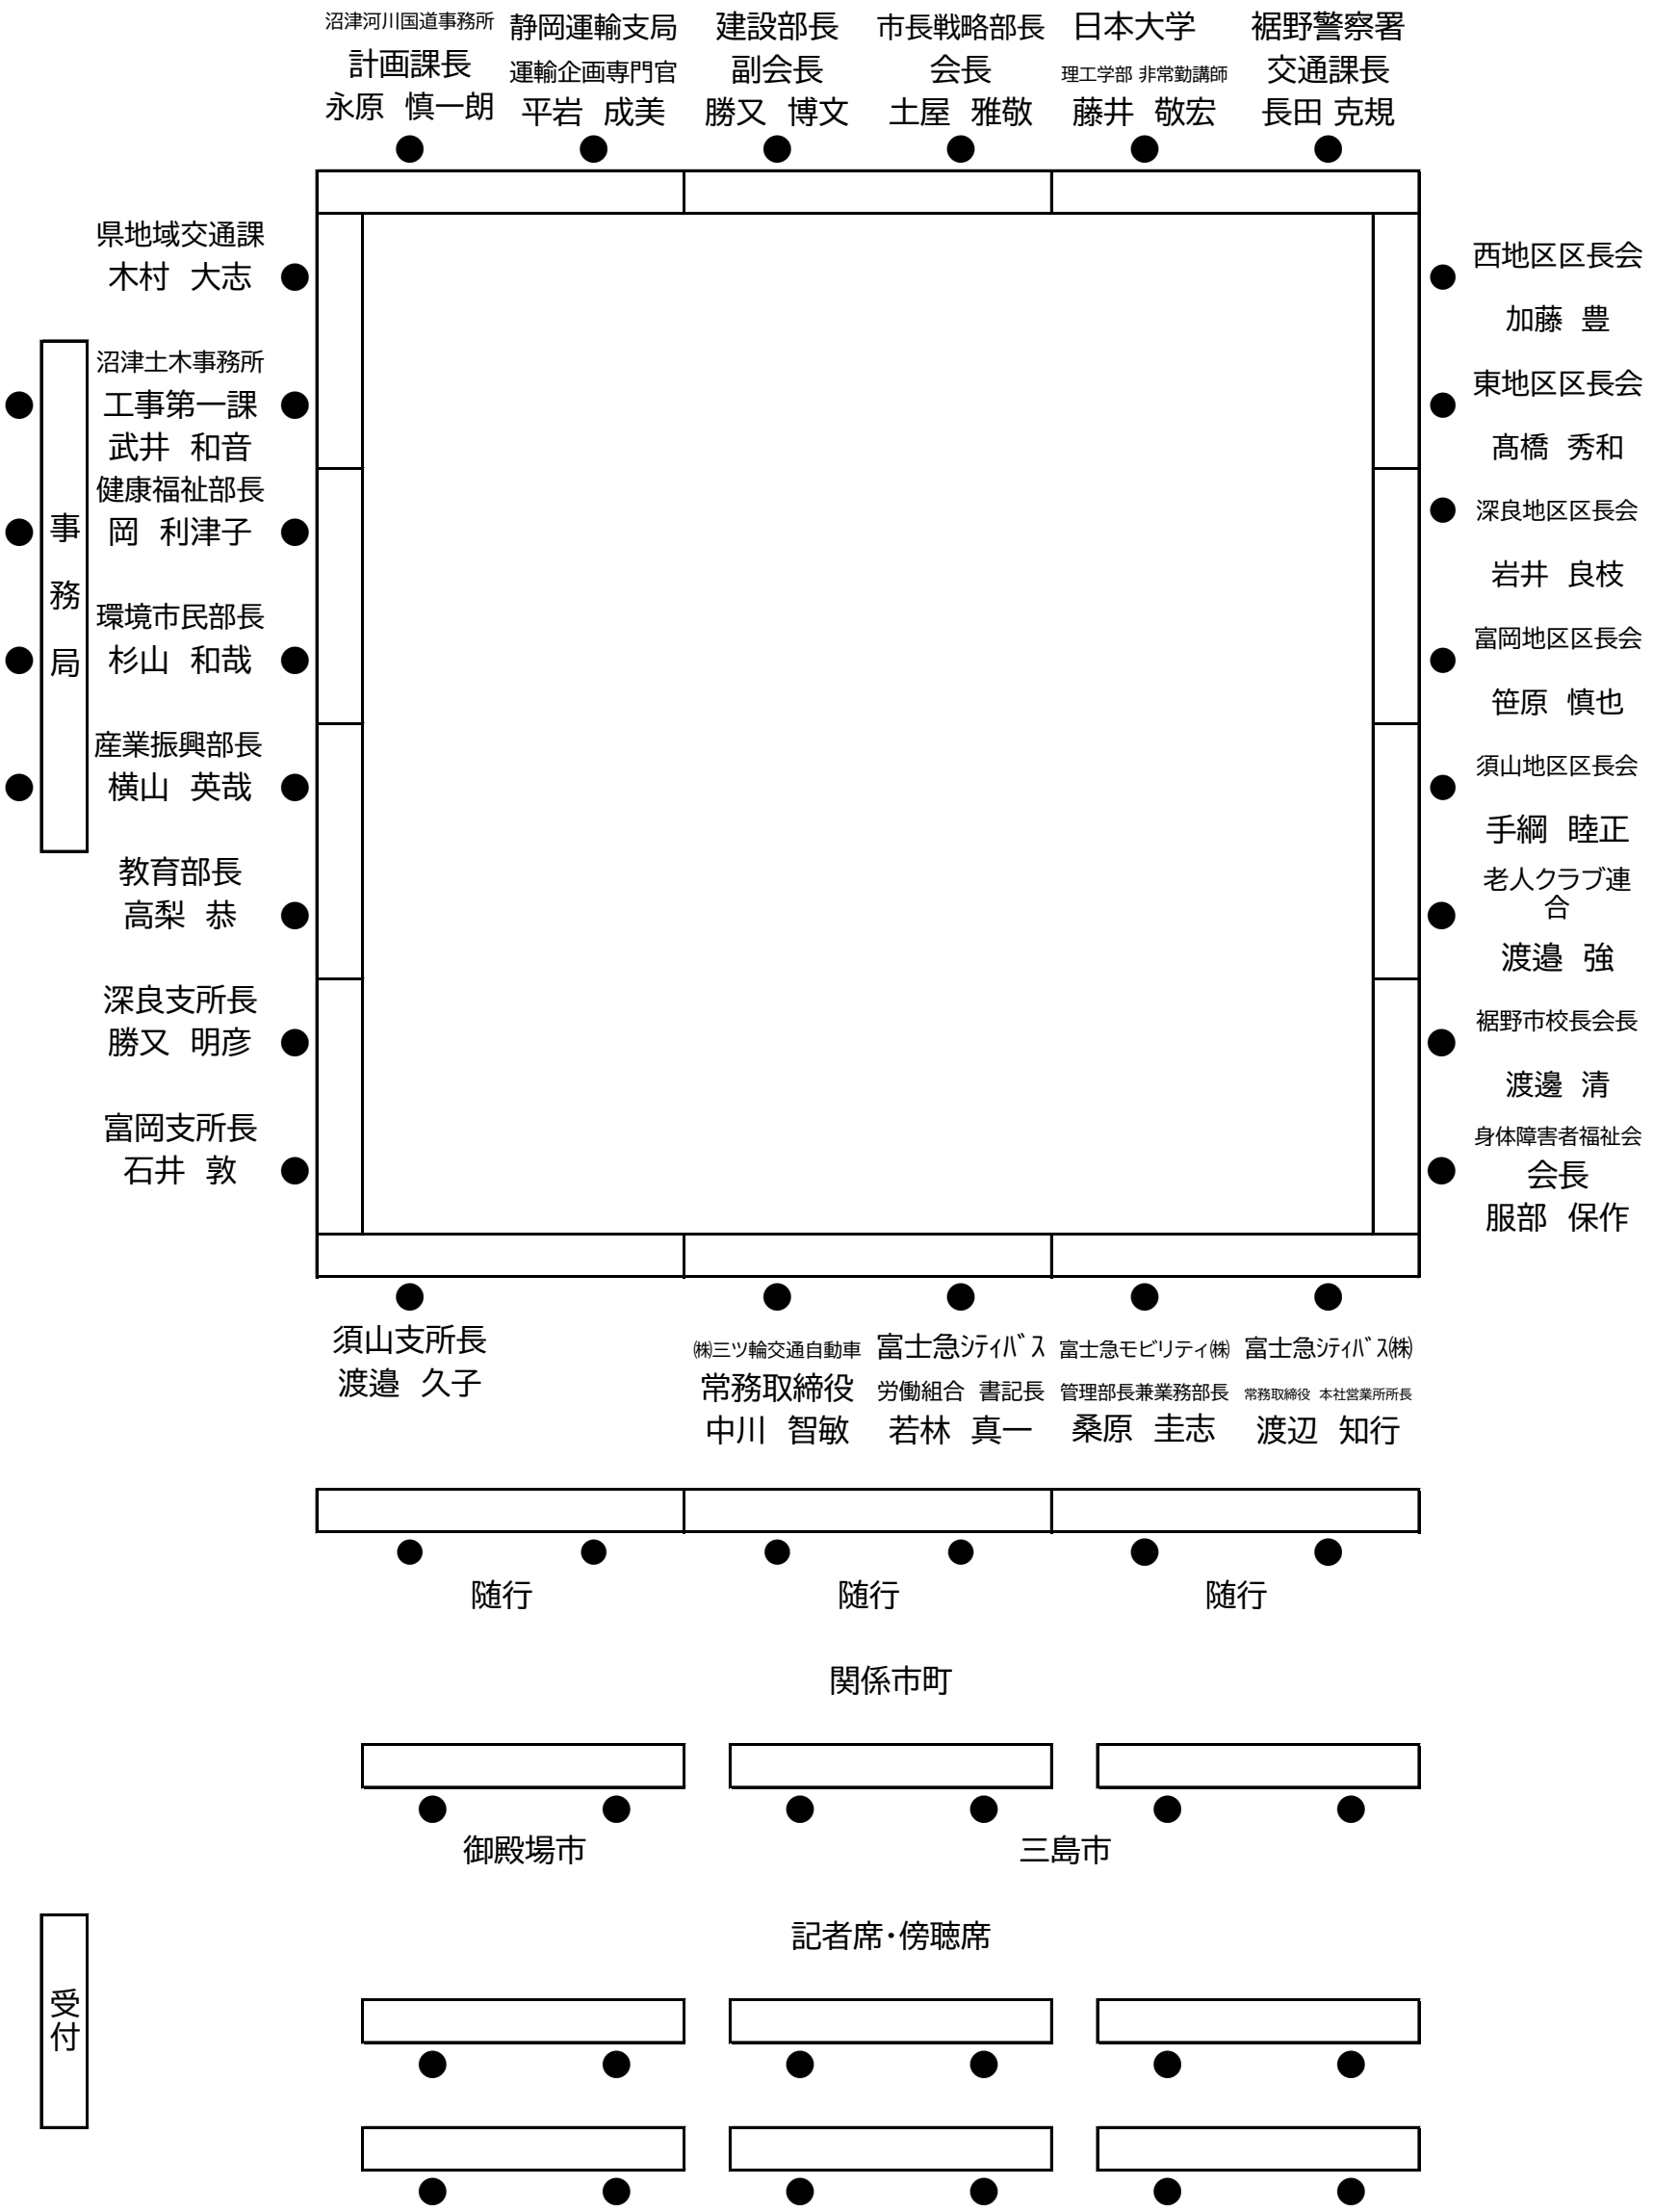 沼津河川国道事務所
計画課長
永原 慎一朗
静岡運輸支局
運輸企画専門官
平岩 成美
建設部長
副会長
勝又 博文
市長戦略部長
会長
土屋 雅敬
日本大学
理工学部 非常勤講師
藤井 敬宏
裾野警察署
交通課長
長田 克規
県地域交通課
木村 大志
沼津土木事務所
工事第一課
武井 和音
健康福祉部長
岡 利津子
環境市民部長
杉山 和哉
産業振興部長
横山 英哉
教育部長
高梨 恭
深良支所長
勝又 明彦
富岡支所長
石井 敦
事務局
西地区区長会
加藤 豊
東地区区長会
髙橋 秀和
深良地区区長会
岩井 良枝
富岡地区区長会
笹原 慎也
須山地区区長会
手綱 睦正
老人クラブ連
合
渡邉 強
裾野市校長会長
渡邊 清
身体障害者福祉会
会長
服部 保作
須山支所長
渡邉 久子
㈱三ツ輪交通自動車
常務取締役
中川 智敏
富士急ｼﾃｨﾊﾞｽ
労働組合 書記長
若林 真一
富士急モビリティ㈱
管理部長兼業務部長
桑原 圭志
富士急ｼﾃｨﾊﾞｽ㈱
常務取締役 本社営業所所長
渡辺 知行
随行
随行
随行
関係市町
御殿場市
三島市
記者席・傍聴席
受付